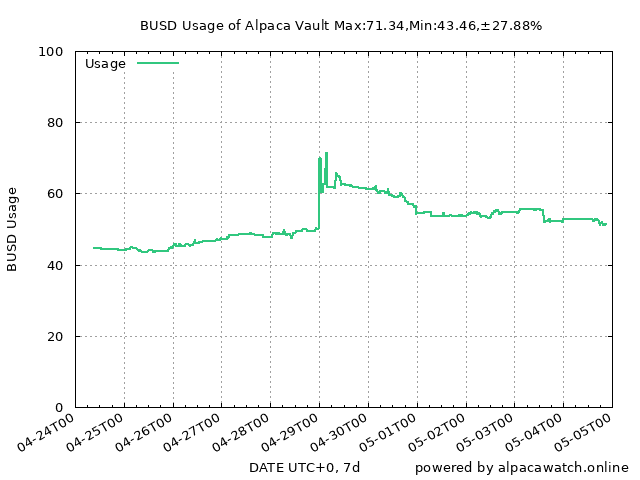 BUSD Usage of Alpaca Vault Max:71.34,Min:43.46,±27.88%
Usage
100
80
60
40
20
0
BUSD Usage
04-24T00
04-25T00
04-26T00
04-27T00
04-28T00
04-29T00
04-30T00
05-01T00
05-02T00
05-03T00
05-04T00
05-05T00
DATE UTC+0, 7d
powered by alpacawatch.online